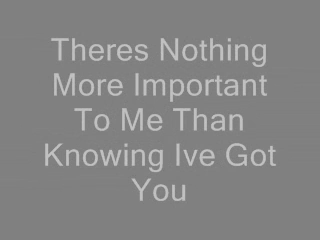 Theres Nothing
More Important
To Me Than
Knowing Ive Got
You